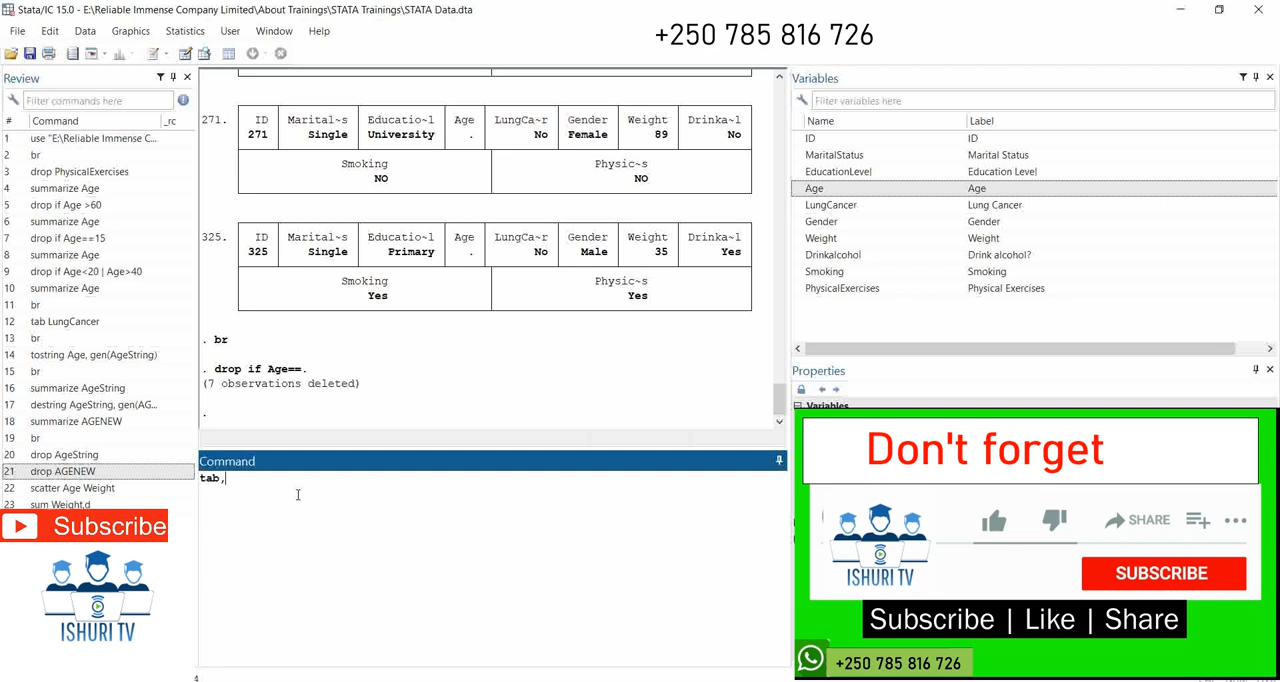 Stata/IC 15.0 - E:\Reliable Immense Company Limited\About Trainings\STATA Trainings\STATA Data.dta
+250 785 816 726
File Edit Data Graphics Statistics User Window Help
Review
Filter commands here
# Command _rc
1 use "E:\Reliable Immense C...
2 br
3 drop PhysicalExercises
4 summarize Age
5 drop if Age >60
6 summarize Age
7 drop if Age==15
8 summarize Age
9 drop if Age<20 | Age>40
10 summarize Age
11 br
12 tab LungCancer
13 br
14 tostring Age, gen(AgeString)
15 br
16 summarize AgeString
17 destring AgeString, gen(AG...
18 summarize AGENEW
19 br
20 drop AgeString
21 drop AGENEW
22 scatter Age Weight
23 sum Weight,d
Subscribe
ISHURI TV
271. ID Marital~s Educatio~l Age LungCa~r Gender Weight Drinka~l
271 Single University . No Female 89 No
Smoking Physic~s
NO NO
325. ID Marital~s Educatio~l Age LungCa~r Gender Weight Drinka~l
325 Single Primary . No Male 35 Yes
Smoking Physic~s
Yes Yes
. br
. drop if Age==.
(7 observations deleted)
.
Command
tab,
Variables
Filter variables here
Name Label
ID ID
MaritalStatus Marital Status
EducationLevel Education Level
Age Age
LungCancer Lung Cancer
Gender Gender
Weight Weight
Drinkalcohol Drink alcohol?
Smoking Smoking
PhysicalExercises Physical Exercises
Properties
Variables
Don't forget
ISHURI TV
SHARE
SUBSCRIBE
Subscribe | Like | Share
+250 785 816 726